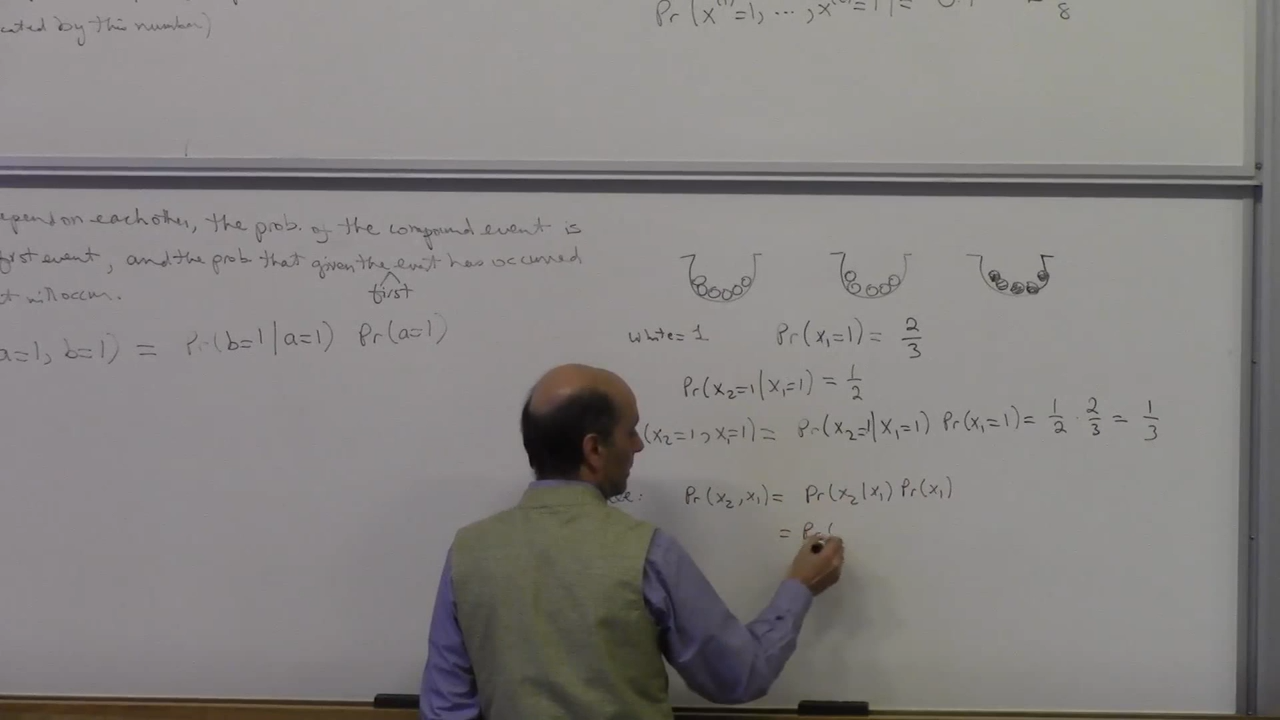 cated by this number)
Pr(x⁽¹⁾=1, ..., x =1)=
8
epend on each other, the prob. of the compound event is
first event, and the prob that given the event has occurred
first
t will occur.
a=1, b=1) = Pr(b=1|a=1) Pr(a=1)
white=1 Pr(x₁=1) = 2/3
Pr(x₂=1|x₁=1) = 1/2
(x₂=1, x₁=1) = Pr(x₂=1|x₁=1) Pr(x₁=1) = 1/2 · 2/3 = 1/3
Pr(x₂,x₁) = Pr(x₂|x₁) Pr(x₁)
= Pr(